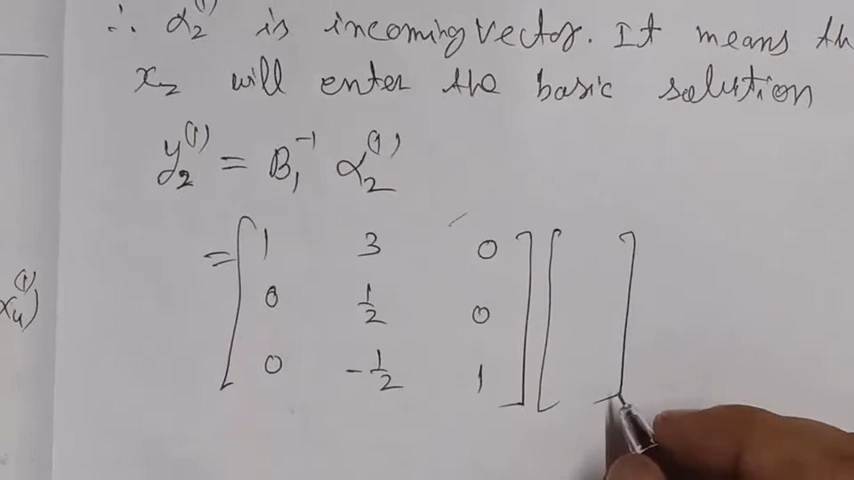 ∴ α₂⁽¹⁾ is incoming vector. It means th
x₂ will enter the basic solution
y₂⁽¹⁾ = B₁⁻¹ α₂⁽¹⁾
= [ 1 3 0 ] [ ]
0 1/2 0
0 -1/2 1
x₄⁽¹⁾)